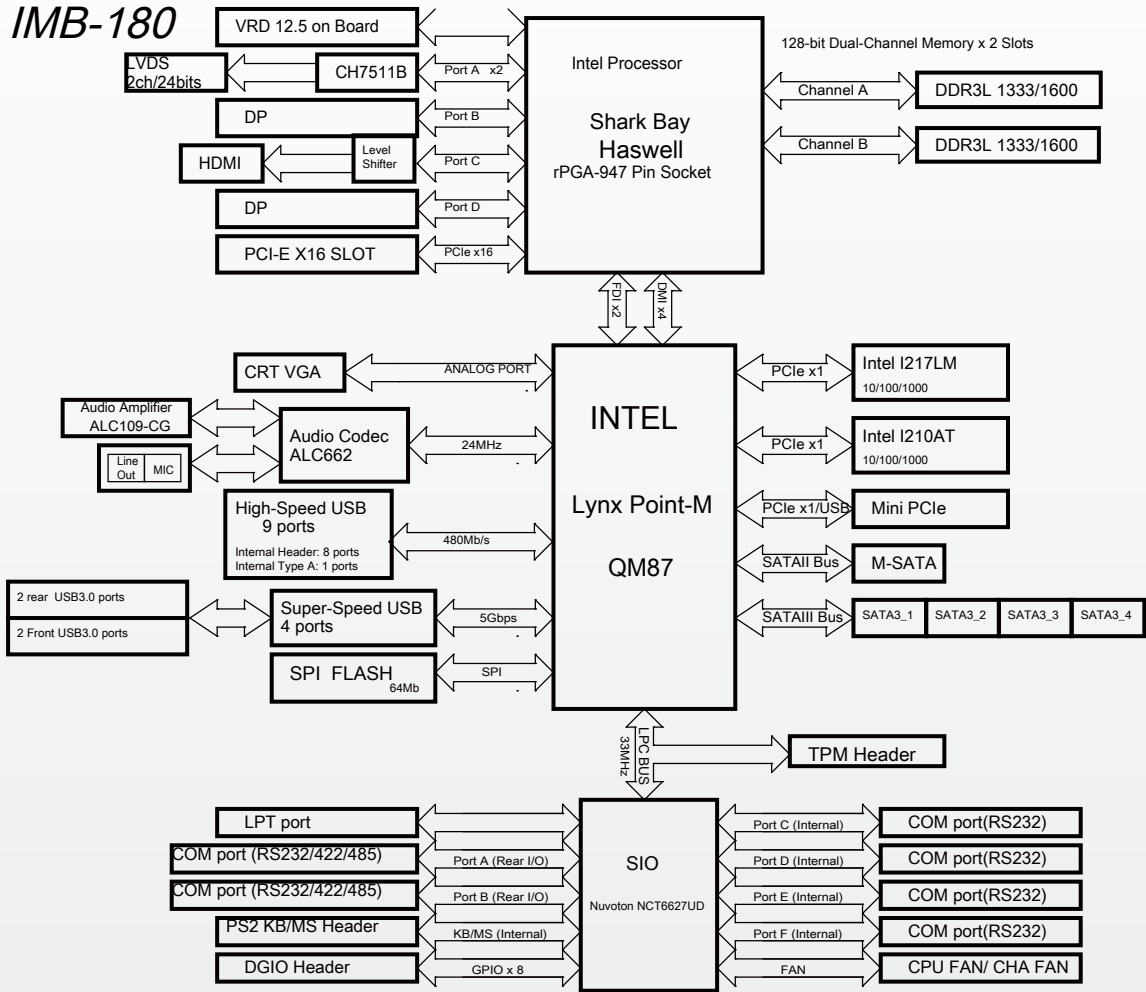 IMB-180
VRD 12.5 on Board
LVDS
2ch/24bits
CH7511B
Port A x2
DP
Port B
HDMI
Level
Shifter
Port C
DP
Port D
PCI-E X16 SLOT
PCIe x16
Intel Processor
Shark Bay
Haswell
rPGA-947 Pin Socket
128-bit Dual-Channel Memory x 2 Slots
Channel A
DDR3L 1333/1600
Channel B
DDR3L 1333/1600
FDI x2
DMI x4
CRT VGA
ANALOG PORT
Audio Amplifier
ALC109-CG
Line
Out
MIC
Audio Codec
ALC662
24MHz
High-Speed USB
9 ports
Internal Header: 8 ports
Internal Type A: 1 ports
480Mb/s
2 rear USB3.0 ports
2 Front USB3.0 ports
Super-Speed USB
4 ports
5Gbps
SPI FLASH
64Mb
SPI
INTEL
Lynx Point-M
QM87
PCIe x1
Intel I217LM
10/100/1000
PCIe x1
Intel I210AT
10/100/1000
PCIe x1/USB
Mini PCIe
SATAII Bus
M-SATA
SATAIII Bus
SATA3_1
SATA3_2
SATA3_3
SATA3_4
LPC BUS
33MHz
TPM Header
LPT port
COM port (RS232/422/485)
Port A (Rear I/O)
COM port (RS232/422/485)
Port B (Rear I/O)
PS2 KB/MS Header
KB/MS (Internal)
DGIO Header
GPIO x 8
SIO
Nuvoton NCT6627UD
Port C (Internal)
COM port(RS232)
Port D (Internal)
COM port(RS232)
Port E (Internal)
COM port(RS232)
Port F (Internal)
COM port(RS232)
FAN
CPU FAN/ CHA FAN